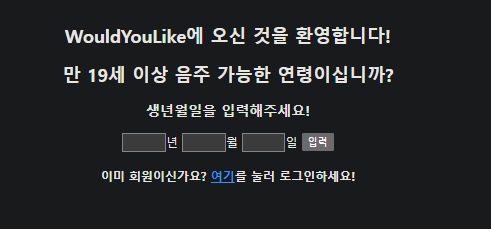 WouldYouLike에 오신 것을 환영합니다!
만 19세 이상 음주 가능한 연령이십니까?
생년월일을 입력해주세요!
년 월 일 입력
이미 회원이신가요? 여기를 눌러 로그인하세요!